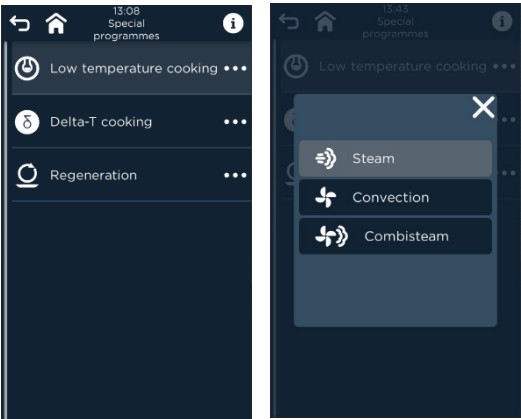 13:08
Special
programmes
Low temperature cooking
δ Delta-T cooking
Regeneration
13:43
Special
programmes
Low temperature cooking
Steam
Convection
Combisteam